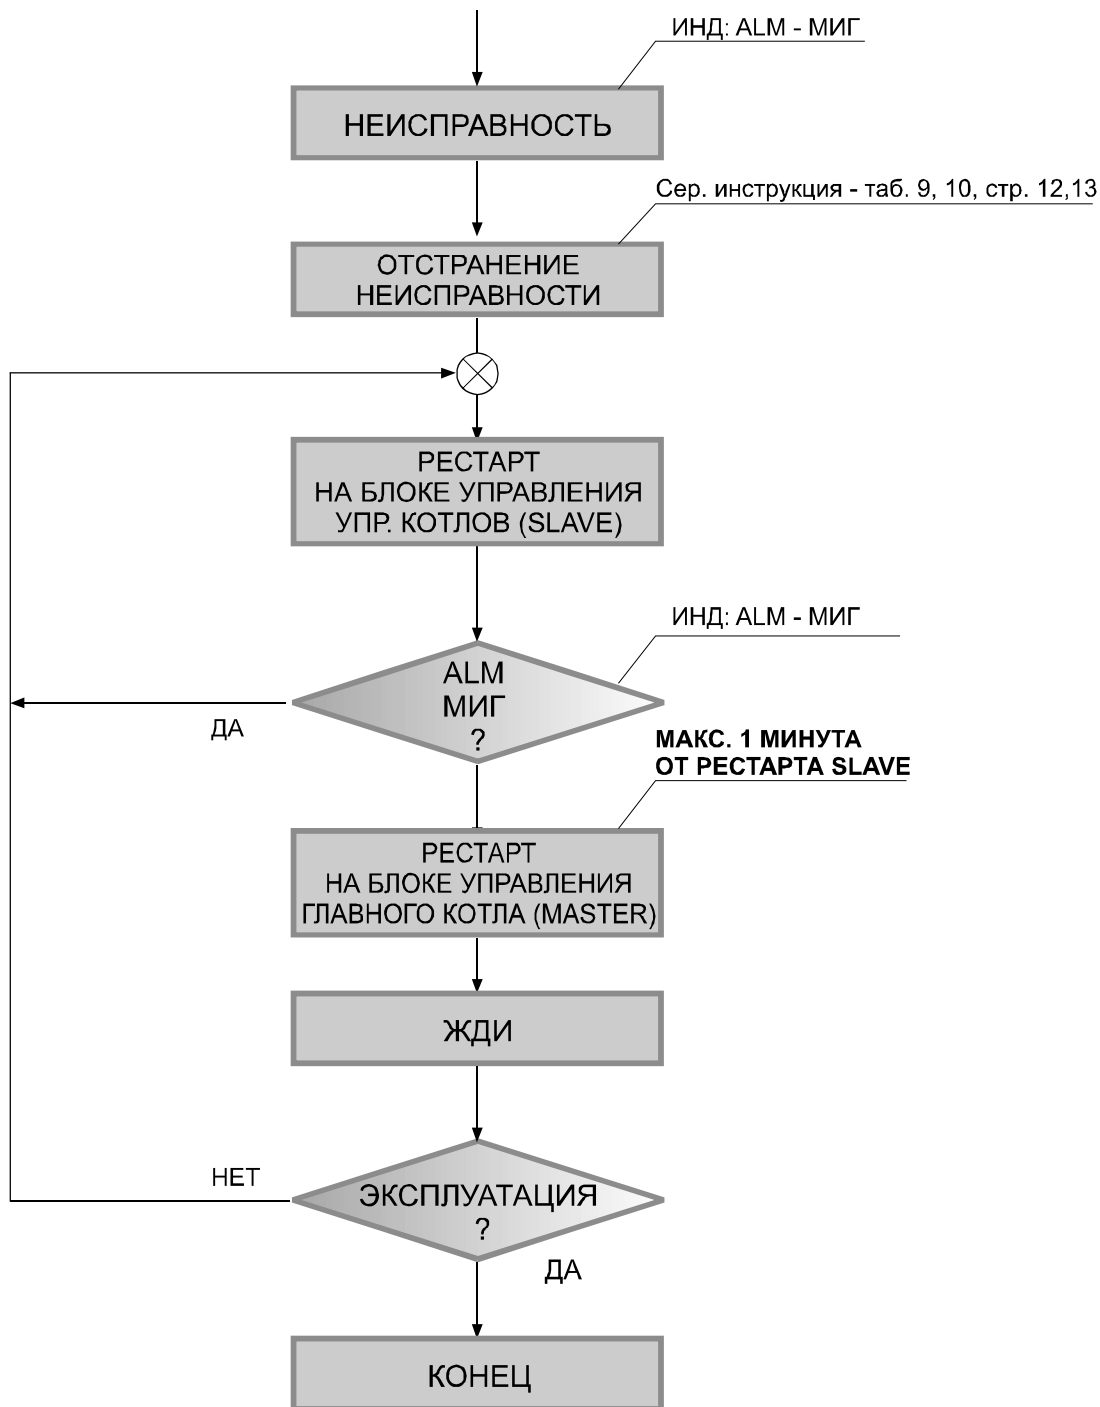 ИНД: ALM - МИГ
НЕИСПРАВНОСТЬ
Сер. инструкция - таб. 9, 10, стр. 12,13
ОТСТРАНЕНИЕ
НЕИСПРАВНОСТИ
РЕСТАРТ
НА БЛОКЕ УПРАВЛЕНИЯ
УПР. КОТЛОВ (SLAVE)
ИНД: ALM - МИГ
ALM
МИГ
?
ДА
МАКС. 1 МИНУТА
ОТ РЕСТАРТА SLAVE
РЕСТАРТ
НА БЛОКЕ УПРАВЛЕНИЯ
ГЛАВНОГО КОТЛА (MASTER)
ЖДИ
НЕТ
ЭКСПЛУАТАЦИЯ
?
ДА
КОНЕЦ